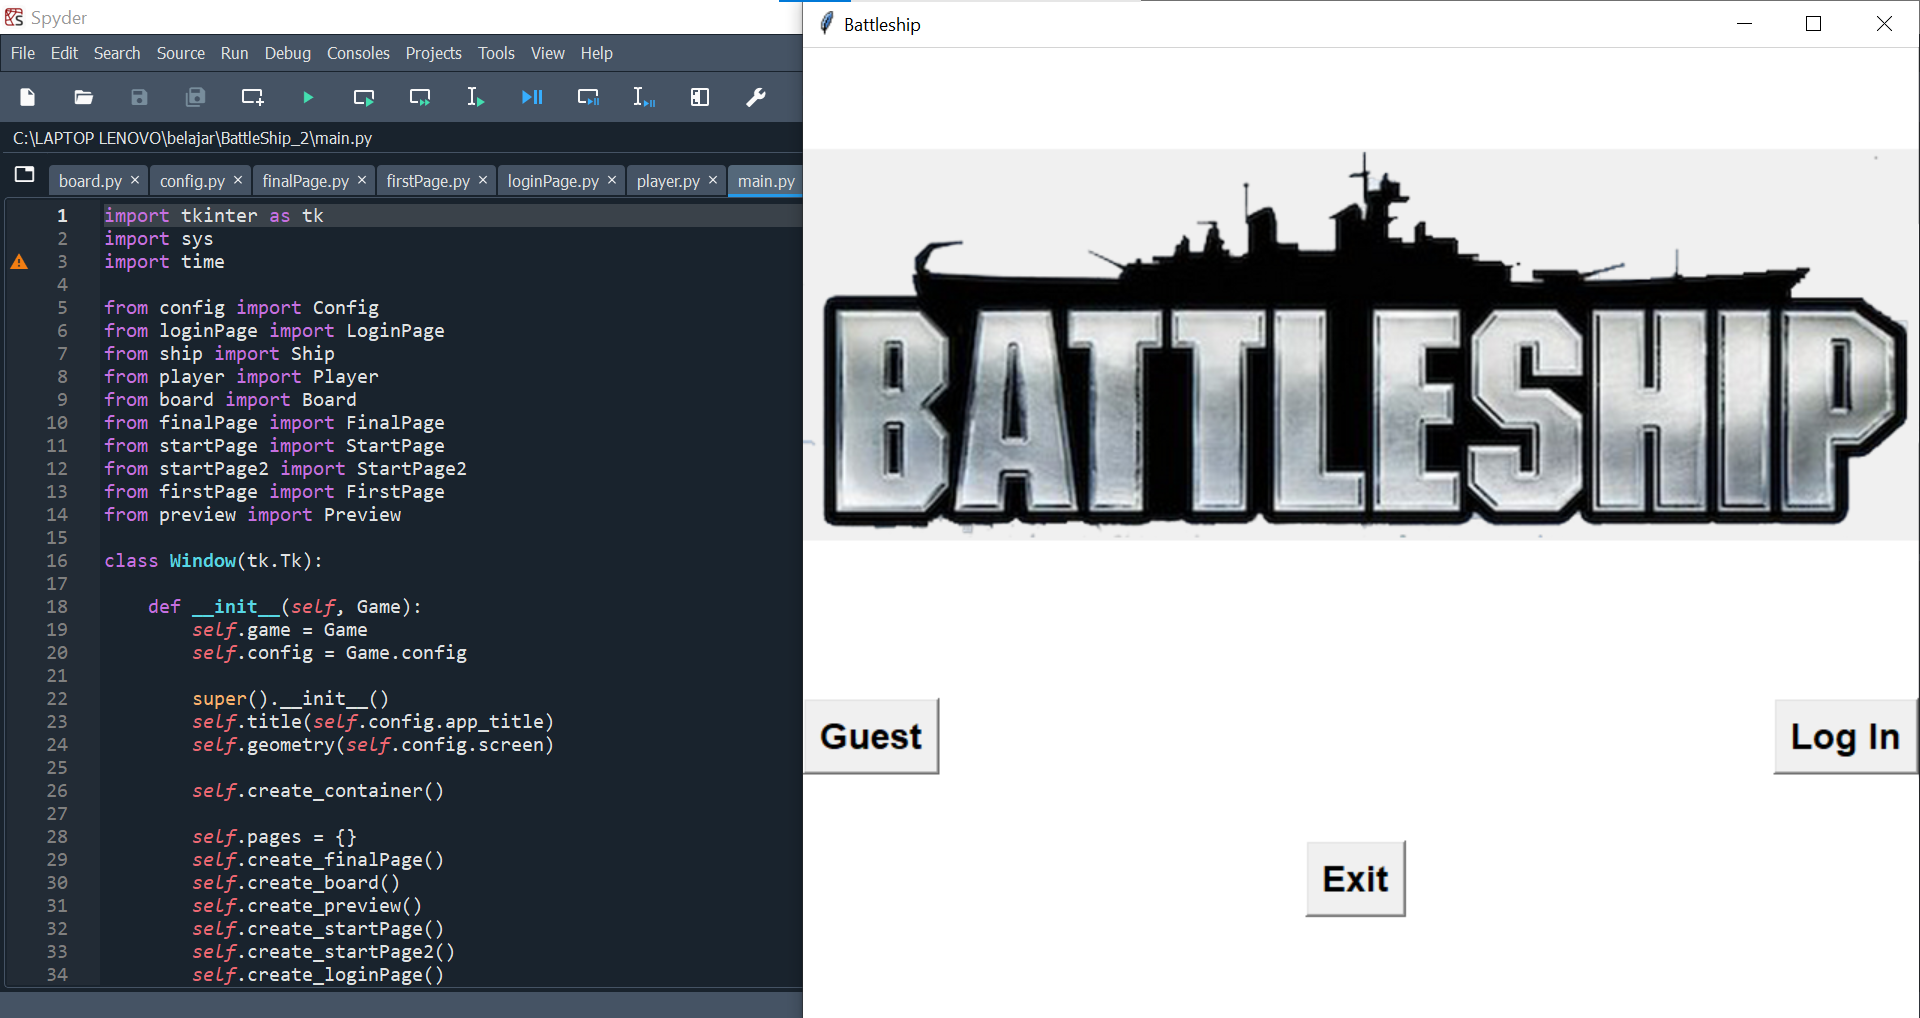 Spyder
File Edit Search Source Run Debug Consoles Projects Tools View Help
C:\LAPTOP LENOVO\belajar\BattleShip_2\main.py
board.py config.py finalPage.py firstPage.py loginPage.py player.py main.py
1 import tkinter as tk
2 import sys
3 import time
4
5 from config import Config
6 from loginPage import LoginPage
7 from ship import Ship
8 from player import Player
9 from board import Board
10 from finalPage import FinalPage
11 from startPage import StartPage
12 from startPage2 import StartPage2
13 from firstPage import FirstPage
14 from preview import Preview
15
16 class Window(tk.Tk):
17
18     def __init__(self, Game):
19         self.game = Game
20         self.config = Game.config
21
22         super().__init__()
23         self.title(self.config.app_title)
24         self.geometry(self.config.screen)
25
26         self.create_container()
27
28         self.pages = {}
29         self.create_finalPage()
30         self.create_board()
31         self.create_preview()
32         self.create_startPage()
33         self.create_startPage2()
34         self.create_loginPage()
Battleship
BATTLESHIP
Guest
Log In
Exit